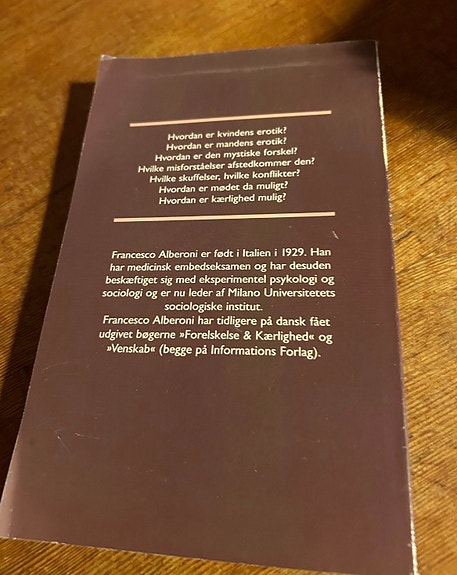 Hvordan er kvindens erotik?
Hvordan er mandens erotik?
Hvordan er den mystiske forskel?
Hvilke misforståelser afstedkommer den?
Hvilke skuffelser, hvilke konflikter?
Hvordan er mødet da muligt?
Hvordan er kærlighed mulig?
Francesco Alberoni er født i Italien i 1929. Han
har medicinsk embedseksamen og har desuden
beskæftiget sig med eksperimentel psykologi og
sociologi og er nu leder af Milano Universitetets
sociologiske institut.
Francesco Alberoni har tidligere på dansk fået
udgivet bøgerne »Forelskelse & Kærlighed« og
»Venskab« (begge på Informations Forlag).